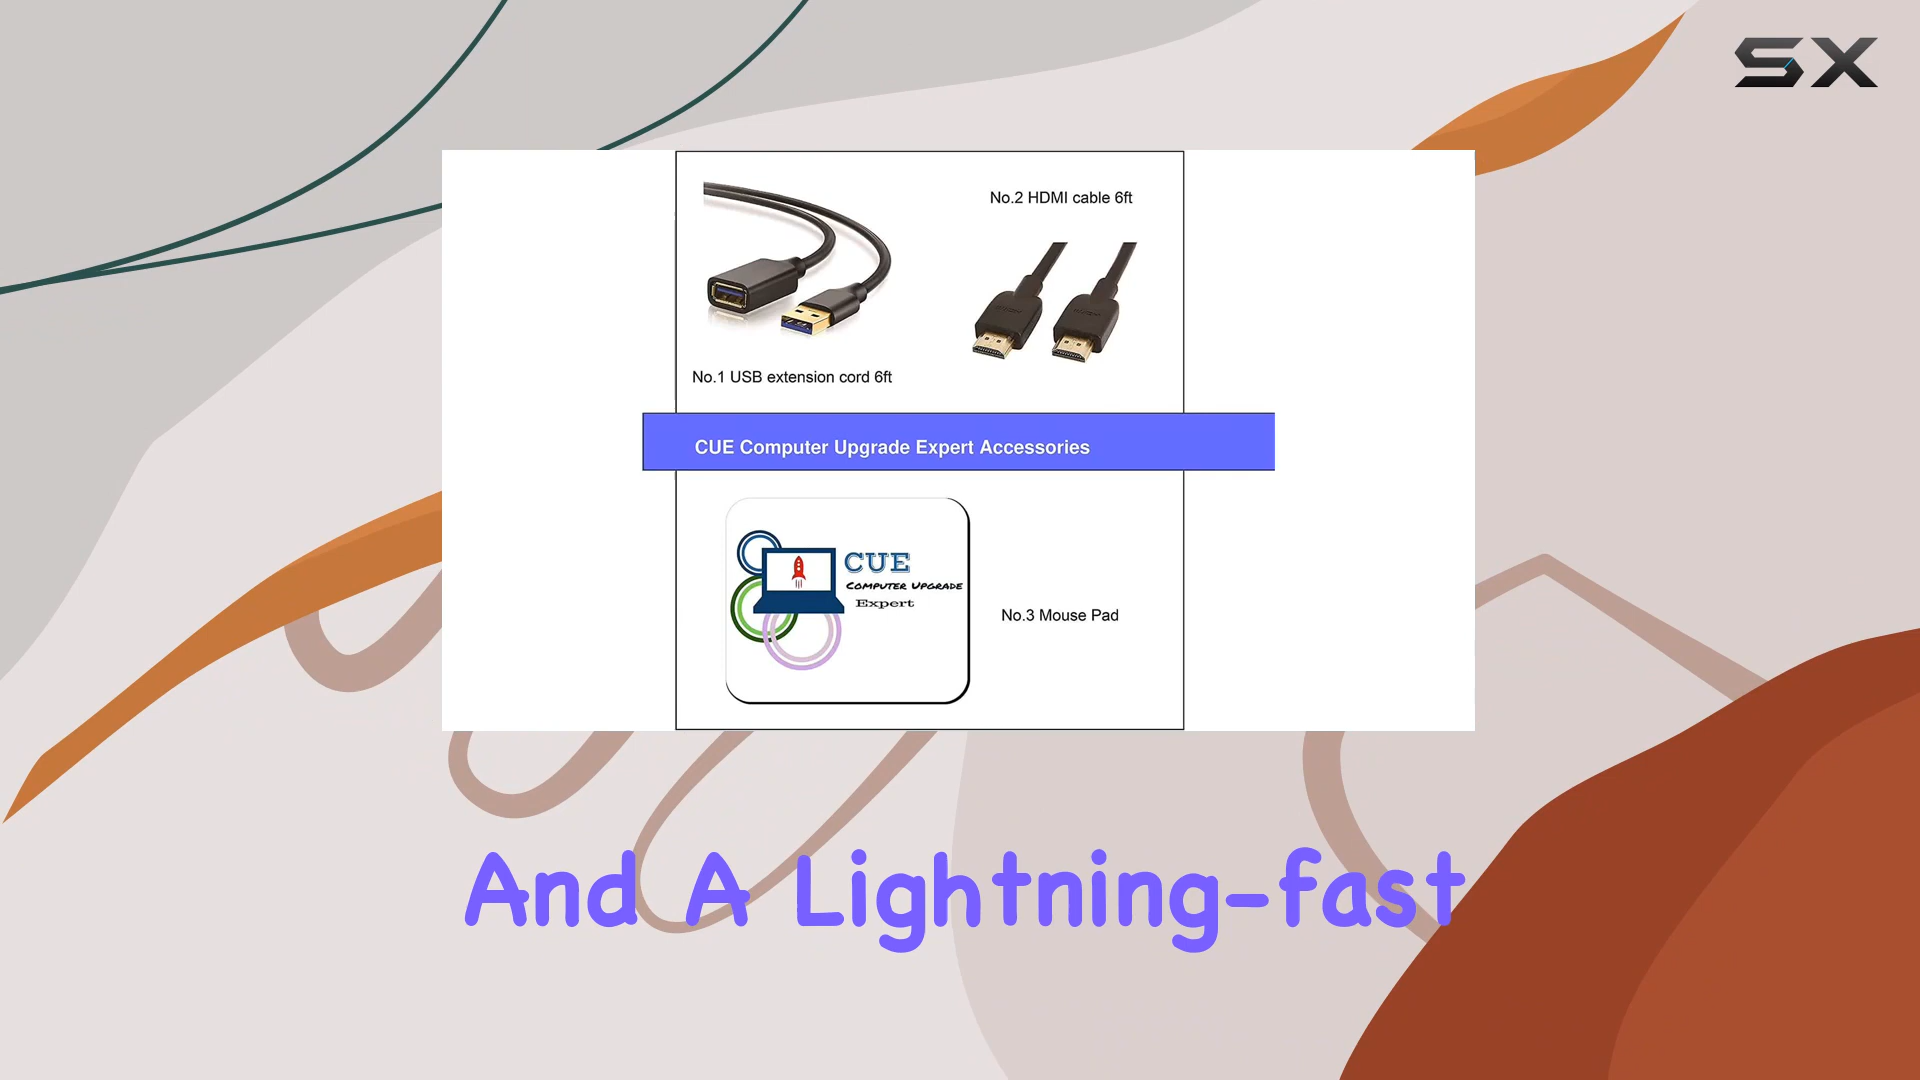 SX
No.2 HDMI cable 6ft
No.1 USB extension cord 6ft
CUE Computer Upgrade Expert Accessories
CUE
Computer Upgrade
Expert
No.3 Mouse Pad
And A Lightning-fast